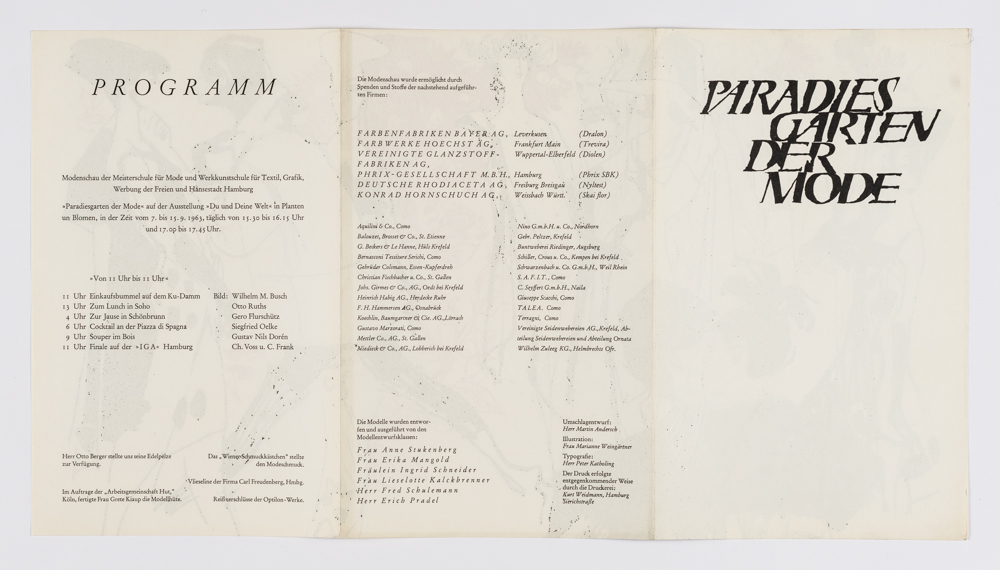 PROGRAMM
Modenschau der Meisterschule für Mode und Werkkunstschule für Textil, Grafik,
Werbung der Freien und Hansestadt Hamburg
»Paradiesgarten der Mode« auf der Ausstellung »Du und Deine Welt« in Planten
un Blomen, in der Zeit vom 7. bis 15. 9. 1963, täglich von 15.30 bis 16.15 Uhr
und 17.00 bis 17.45 Uhr.
»Von 11 Uhr bis 11 Uhr«
11 Uhr Einkaufsbummel auf dem Ku-Damm Bild: Wilhelm M. Busch
13 Uhr Zum Lunch in Soho Otto Ruths
4 Uhr Zur Jause in Schönbrunn Gero Flurschütz
6 Uhr Cocktail an der Piazza di Spagna Siegfried Oelke
9 Uhr Souper im Bois Gustav Nils Dorén
11 Uhr Finale auf der »IGA« Hamburg Ch. Voss u. C. Frank
Herr Otto Berger stellte uns seine Edelpelze
zur Verfügung.
Das „Wiener Schmuckkästchen" stellte
den Modeschmuck.
Vlieseline der Firma Carl Freudenberg, Hmbg.
Im Auftrage der „Arbeitsgemeinschaft Hut,"
Köln, fertigte Frau Gotte Kusop die Modellhüte.
Reißverschlüsse der Optilon-Werke.
Die Modenschau wurde ermöglicht durch
Spenden und Stoffe der nachstehend aufgeführ-
ten Firmen:
FARBENFABRIKEN BAYER AG, Leverkusen (Dralon)
FARBWERKE HOECHST AG, Frankfurt Main (Trevira)
VEREINIGTE GLANZSTOFF- Wuppertal-Elberfeld (Diolen)
FABRIKEN AG,
PHRIX-GESELLSCHAFT M.B.H., Hamburg (Phrix SBK)
DEUTSCHE RHODIACETA AG, Freiburg Breisgau (Nyltest)
KONRAD HORNSCHUCH AG, Weissbach Württ. (Skai flor)
Aquilini & Co., Como
Balouzet, Brosset & Co., St. Etienne
G. Beckers & Le Hanne, Hüls Krefeld
Bernasconi Tessiture Serichi, Como
Gebrüder Colsmann, Essen-Kupferdreh
Christian Fischbacher u. Co., St. Gallen
Joh. Girmes & Co., AG., Oedt bei Krefeld
Heinrich Habig AG., Herdecke Ruhr
F. H. Hammersen AG., Osnabrück
Koechlin, Baumgartner & Cie. AG., Lörrach
Gustavo Marzorati, Como
Mettler Co., AG., St. Gallen
Niedieck & Co., AG., Lobberich bei Krefeld
Nino G.m.b.H. u. Co., Nordhorn
Gebr. Peltzer, Krefeld
Buntweberei Riedinger, Augsburg
Schiller, Crous u. Co., Kempen bei Krefeld
Schwarzenbach u. Co. G.m.b.H., Weil Rhein
S. A. F. I. T., Como
C. Seyffert G.m.b.H., Naila
Giuseppe Scacchi, Como
TALEA. Como
Terragni, Como
Vereinigte Seidenwebereien AG., Krefeld, Ab-
teilung Seidenwebereien und Abteilung Ornata
Wilhelm Zuleeg KG., Helmbrechts Ofr.
Die Modelle wurden entwor-
fen und ausgeführt von den
Modellentwurfsklassen:
Frau Anne Stukenberg
Frau Erika Mangold
Fräulein Ingrid Schneider
Frau Lieselotte Kalckbrenner
Herr Fred Schulemann
Herr Erich Pradel
Umschlagentwurf:
Herr Martin Andersch
Illustration:
Frau Marianne Weingärtner
Typografie:
Herr Peter Kathöling
Der Druck erfolgte
entgegenkommender Weise
durch die Druckerei:
Kurt Weidmann, Hamburg
Sierichstraße
PARADIES
GARTEN
DER
MODE